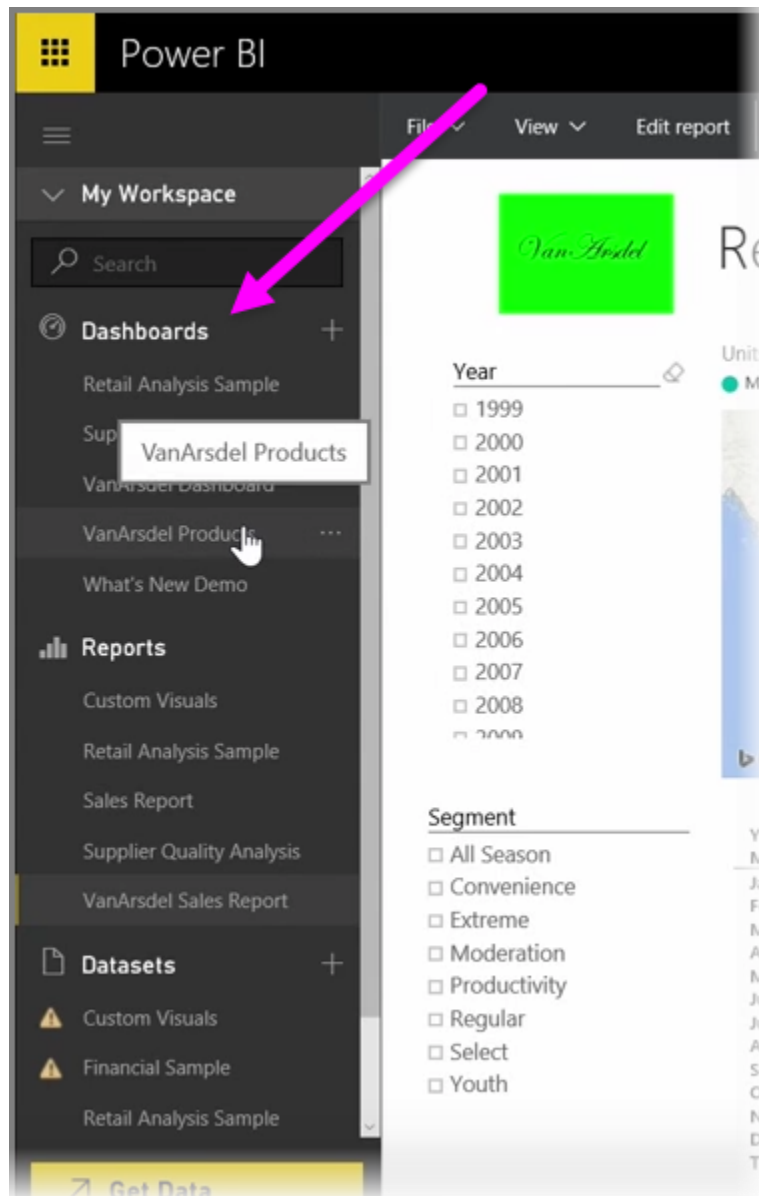 Power BI
File View Edit report
My Workspace
Search
Dashboards
Retail Analysis Sample
Sup
VanArsdel Products
VanArsdel Dashboard
VanArsdel Products ...
What's New Demo
Reports
Custom Visuals
Retail Analysis Sample
Sales Report
Supplier Quality Analysis
VanArsdel Sales Report
Datasets
Custom Visuals
Financial Sample
Retail Analysis Sample
Get Data
VanArsdel
Re
Unit
M
Year
1999
2000
2001
2002
2003
2004
2005
2006
2007
2008
2009
Segment
All Season
Convenience
Extreme
Moderation
Productivity
Regular
Select
Youth